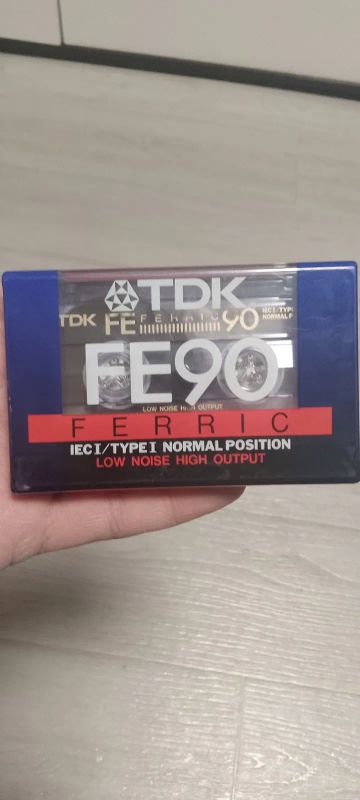 TDK
TDK FE FERRIC 90 IEC I/TYPE
NORMAL P
FE90
LOW NOISE HIGH OUTPUT
FERRIC
IEC I/TYPE I NORMAL POSITION
LOW NOISE HIGH OUTPUT